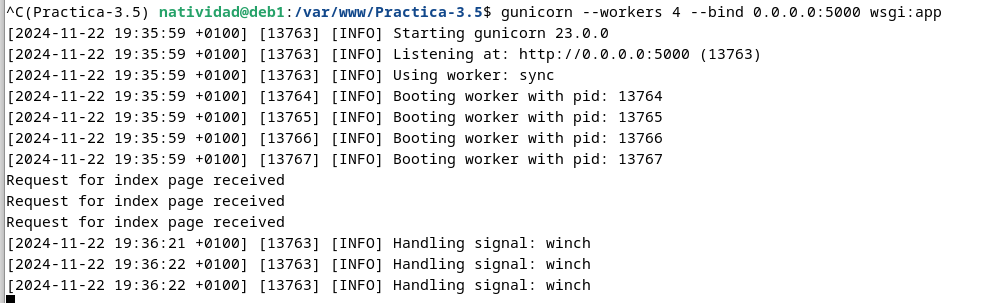 ^C(Practica-3.5) natividad@deb1:/var/www/Practica-3.5$ gunicorn --workers 4 --bind 0.0.0.0:5000 wsgi:app
[2024-11-22 19:35:59 +0100] [13763] [INFO] Starting gunicorn 23.0.0
[2024-11-22 19:35:59 +0100] [13763] [INFO] Listening at: http://0.0.0.0:5000 (13763)
[2024-11-22 19:35:59 +0100] [13763] [INFO] Using worker: sync
[2024-11-22 19:35:59 +0100] [13764] [INFO] Booting worker with pid: 13764
[2024-11-22 19:35:59 +0100] [13765] [INFO] Booting worker with pid: 13765
[2024-11-22 19:35:59 +0100] [13766] [INFO] Booting worker with pid: 13766
[2024-11-22 19:35:59 +0100] [13767] [INFO] Booting worker with pid: 13767
Request for index page received
Request for index page received
Request for index page received
[2024-11-22 19:36:21 +0100] [13763] [INFO] Handling signal: winch
[2024-11-22 19:36:22 +0100] [13763] [INFO] Handling signal: winch
[2024-11-22 19:36:22 +0100] [13763] [INFO] Handling signal: winch